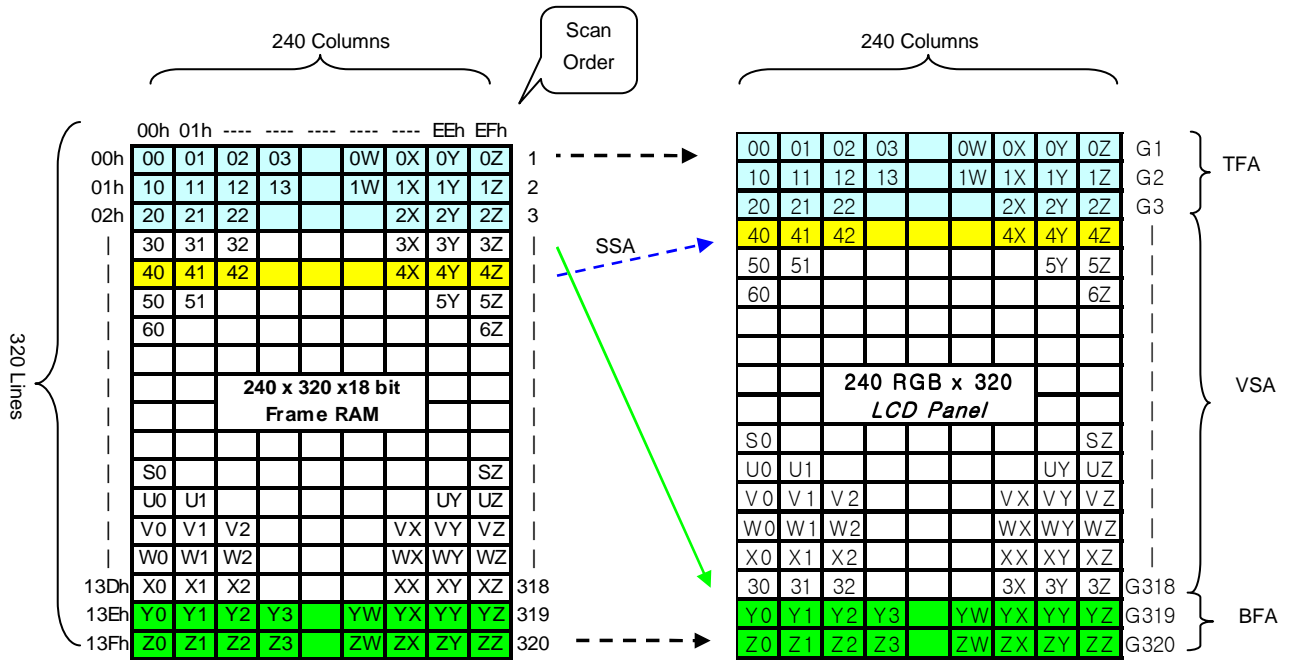 240 Columns
Scan
Order
240 Columns
00h 01h ---- ---- ---- ---- ---- EEh EFh
00h 00 01 02 03 0W 0X 0Y 0Z 1
01h 10 11 12 13 1W 1X 1Y 1Z 2
02h 20 21 22 2X 2Y 2Z 3
30 31 32 3X 3Y 3Z
40 41 42 4X 4Y 4Z
50 51 5Y 5Z
60 6Z
240 x 320 x18 bit
Frame RAM
S0 SZ
U0 U1 UY UZ
V0 V1 V2 VX VY VZ
W0 W1 W2 WX WY WZ
13Dh X0 X1 X2 XX XY XZ 318
13Eh Y0 Y1 Y2 Y3 YW YX YY YZ 319
13Fh Z0 Z1 Z2 Z3 ZW ZX ZY ZZ 320
320 Lines
SSA
00 01 02 03 0W 0X 0Y 0Z G1
10 11 12 13 1W 1X 1Y 1Z G2
20 21 22 2X 2Y 2Z G3
40 41 42 4X 4Y 4Z
50 51 5Y 5Z
60 6Z
240 RGB x 320
LCD Panel
S0 SZ
U0 U1 UY UZ
V0 V1 V2 VX VY VZ
W0 W1 W2 WX WY WZ
X0 X1 X2 XX XY XZ
30 31 32 3X 3Y 3Z G318
Y0 Y1 Y2 Y3 YW YX YY YZ G319
Z0 Z1 Z2 Z3 ZW ZX ZY ZZ G320
TFA
VSA
BFA